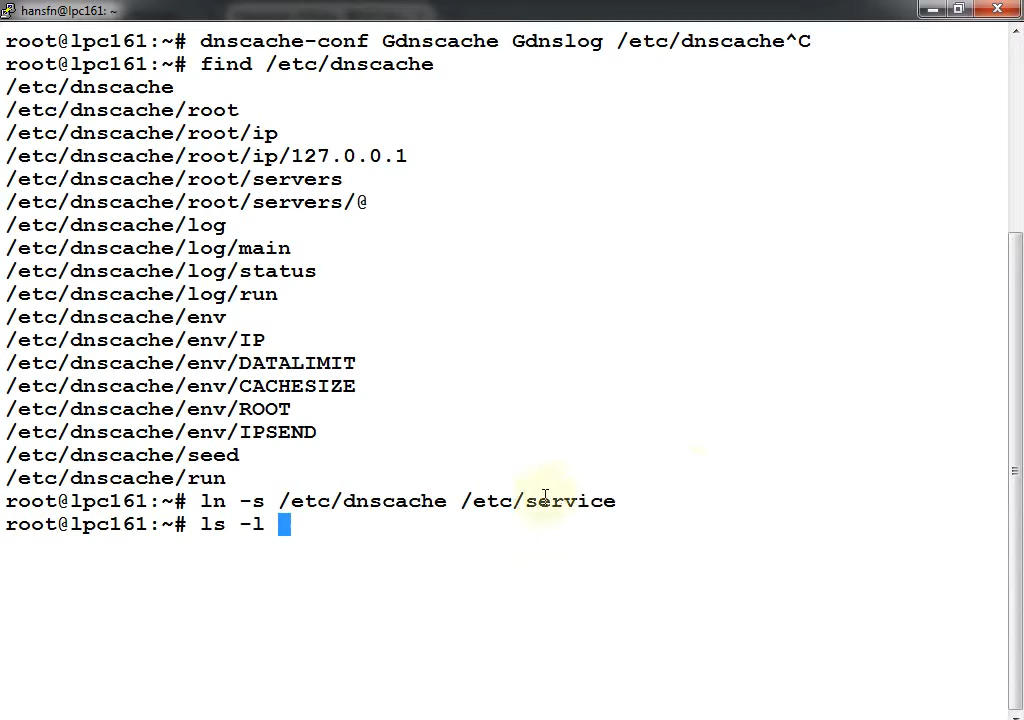 hansfn@lpc161: ~
root@lpc161:~# dnscache-conf Gdnscache Gdnslog /etc/dnscache^C
root@lpc161:~# find /etc/dnscache
/etc/dnscache
/etc/dnscache/root
/etc/dnscache/root/ip
/etc/dnscache/root/ip/127.0.0.1
/etc/dnscache/root/servers
/etc/dnscache/root/servers/@
/etc/dnscache/log
/etc/dnscache/log/main
/etc/dnscache/log/status
/etc/dnscache/log/run
/etc/dnscache/env
/etc/dnscache/env/IP
/etc/dnscache/env/DATALIMIT
/etc/dnscache/env/CACHESIZE
/etc/dnscache/env/ROOT
/etc/dnscache/env/IPSEND
/etc/dnscache/seed
/etc/dnscache/run
root@lpc161:~# ln -s /etc/dnscache /etc/service
root@lpc161:~# ls -l